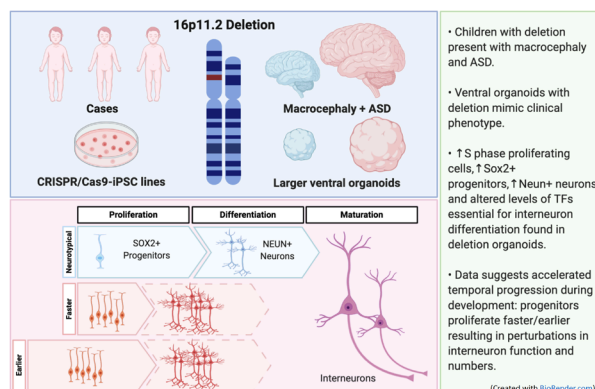 16p11.2 Deletion
Cases
Macrocephaly + ASD
CRISPR/Cas9-iPSC lines
Larger ventral organoids
Proliferation
Differentiation
Maturation
Neurotypical
SOX2+
Progenitors
NEUN+
Neurons
Faster
Earlier
Interneurons
• Children with deletion
present with macrocephaly
and ASD.
• Ventral organoids with
deletion mimic clinical
phenotype.
• ↑S phase proliferating
cells,↑Sox2+
progenitors,↑Neun+ neurons
and altered levels of TFs
essential for interneuron
differentiation found in
deletion organoids.
• Data suggests accelerated
temporal progression during
development: progenitors
proliferate faster/earlier
resulting in perturbations in
interneuron function and
numbers.
(Created with BioRender.com)